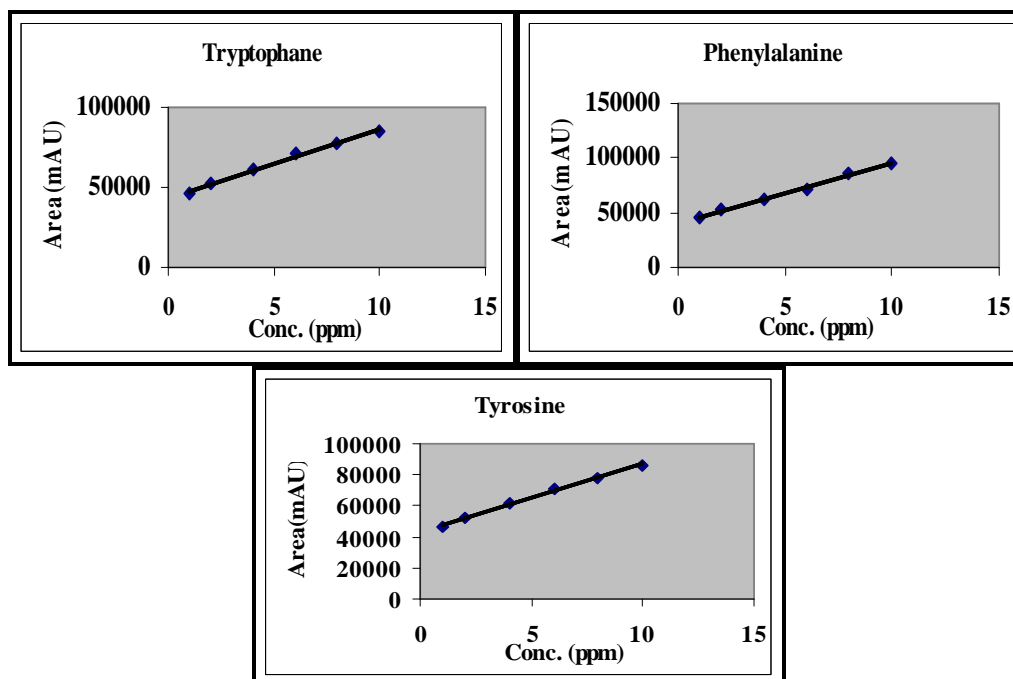 Tryptophane
Area(mAU)
100000
50000
0
0 5 10 15
Conc. (ppm)
Phenylalanine
Area(mAU)
150000
100000
50000
0
0 5 10 15
Conc. (ppm)
Tyrosine
Area(mAU)
100000
80000
60000
40000
20000
0
0 5 10 15
Conc. (ppm)